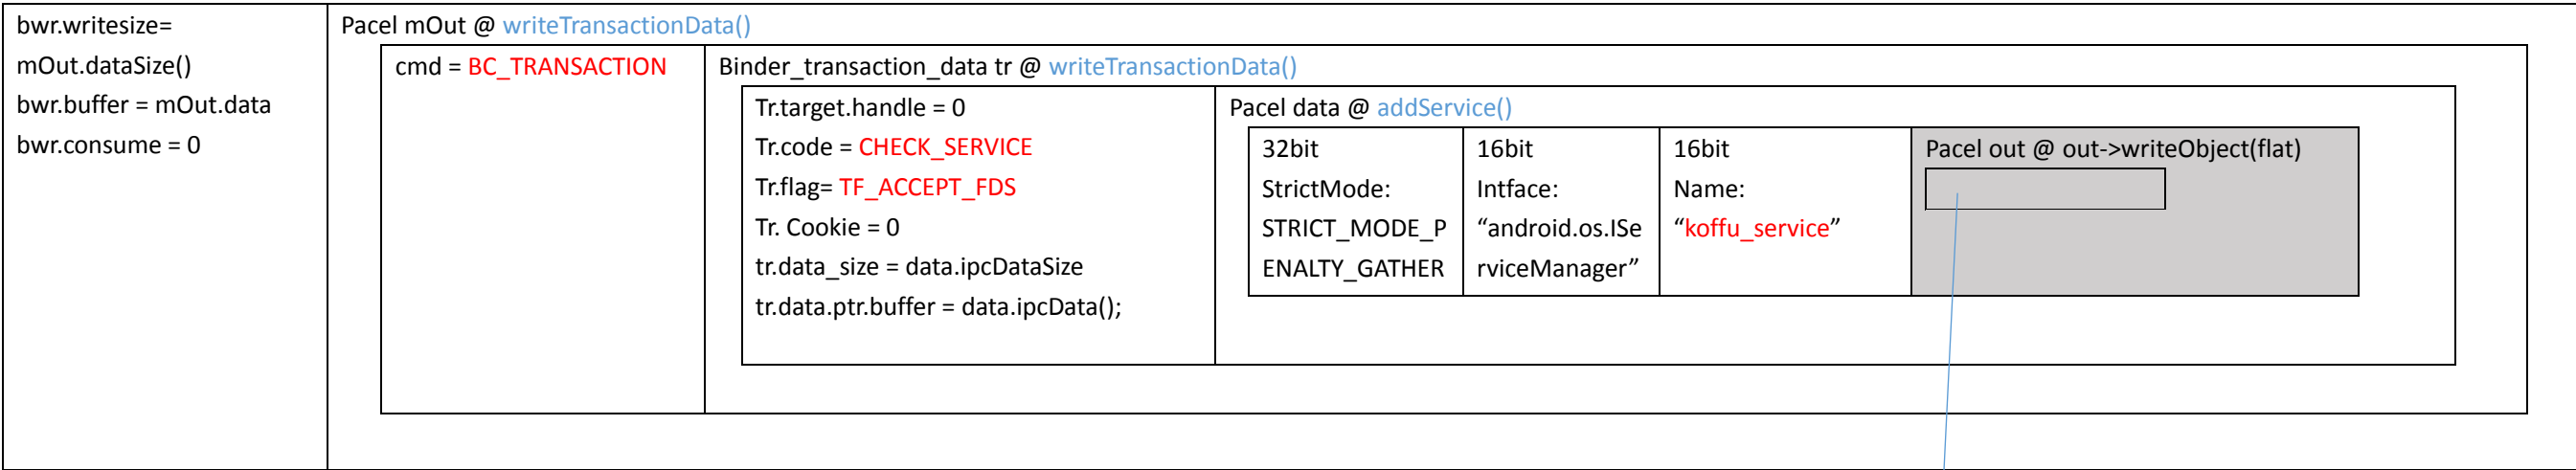 bwr.writesize=
mOut.dataSize()
bwr.buffer = mOut.data
bwr.consume = 0
Pacel mOut @ writeTransactionData()
cmd = BC_TRANSACTION
Binder_transaction_data tr @ writeTransactionData()
Tr.target.handle = 0
Tr.code = CHECK_SERVICE
Tr.flag= TF_ACCEPT_FDS
Tr. Cookie = 0
tr.data_size = data.ipcDataSize
tr.data.ptr.buffer = data.ipcData();
Pacel data @ addService()
32bit
StrictMode:
STRICT_MODE_P
ENALTY_GATHER
16bit
Intface:
“android.os.ISe
rviceManager”
16bit
Name:
“koffu_service”
Pacel out @ out->writeObject(flat)